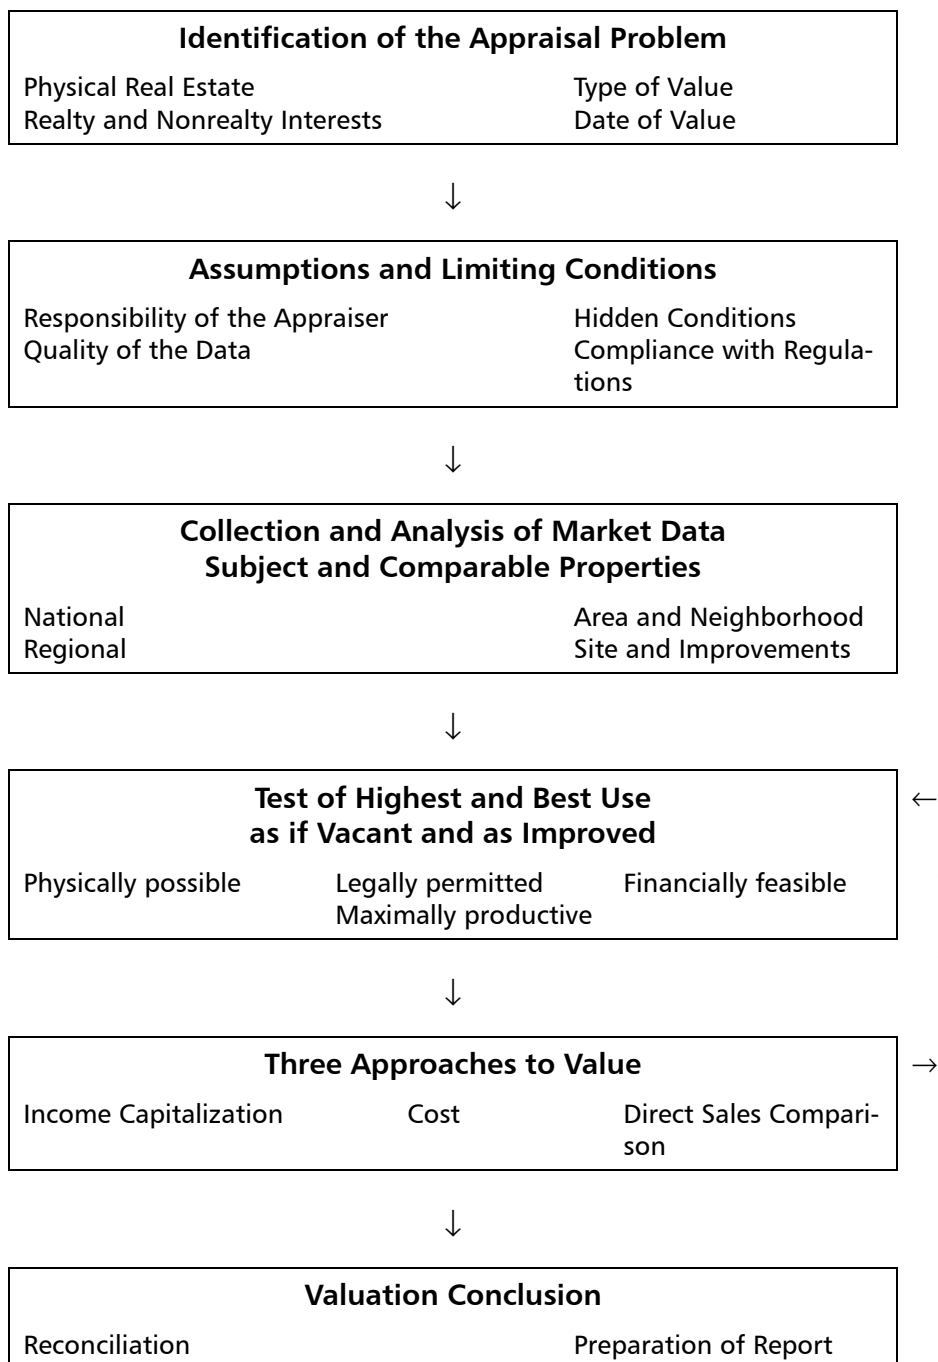 Identification of the Appraisal Problem
Physical Real Estate Type of Value
Realty and Nonrealty Interests Date of Value
↓
Assumptions and Limiting Conditions
Responsibility of the Appraiser Hidden Conditions
Quality of the Data Compliance with Regula-
tions
↓
Collection and Analysis of Market Data
Subject and Comparable Properties
National Area and Neighborhood
Regional Site and Improvements
↓
Test of Highest and Best Use ←
as if Vacant and as Improved
Physically possible Legally permitted Financially feasible
Maximally productive
↓
Three Approaches to Value →
Income Capitalization Cost Direct Sales Compari-
son
↓
Valuation Conclusion
Reconciliation Preparation of Report